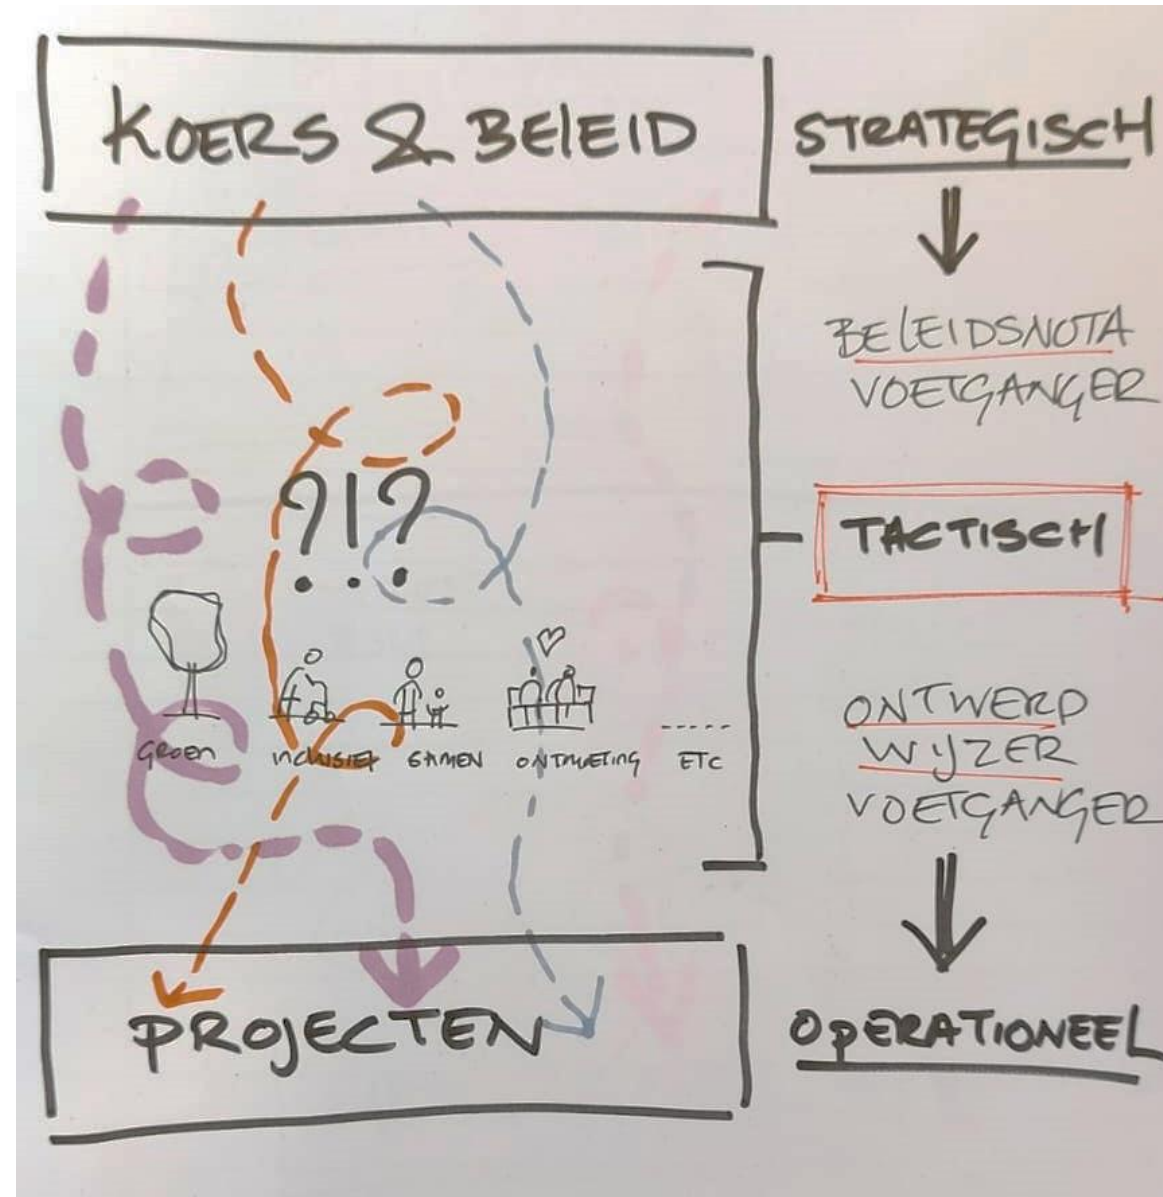 KOERS & BELEID
STRATEGISCH
BELEIDSNOTA
VOETGANGER
?!?
TACTISCH
GROEN
INCLUSIEF
SAMEN
ONTMOETING
ETC
ONTWERP
WIJZER
VOETGANGER
PROJECTEN
OPERATIONEEL